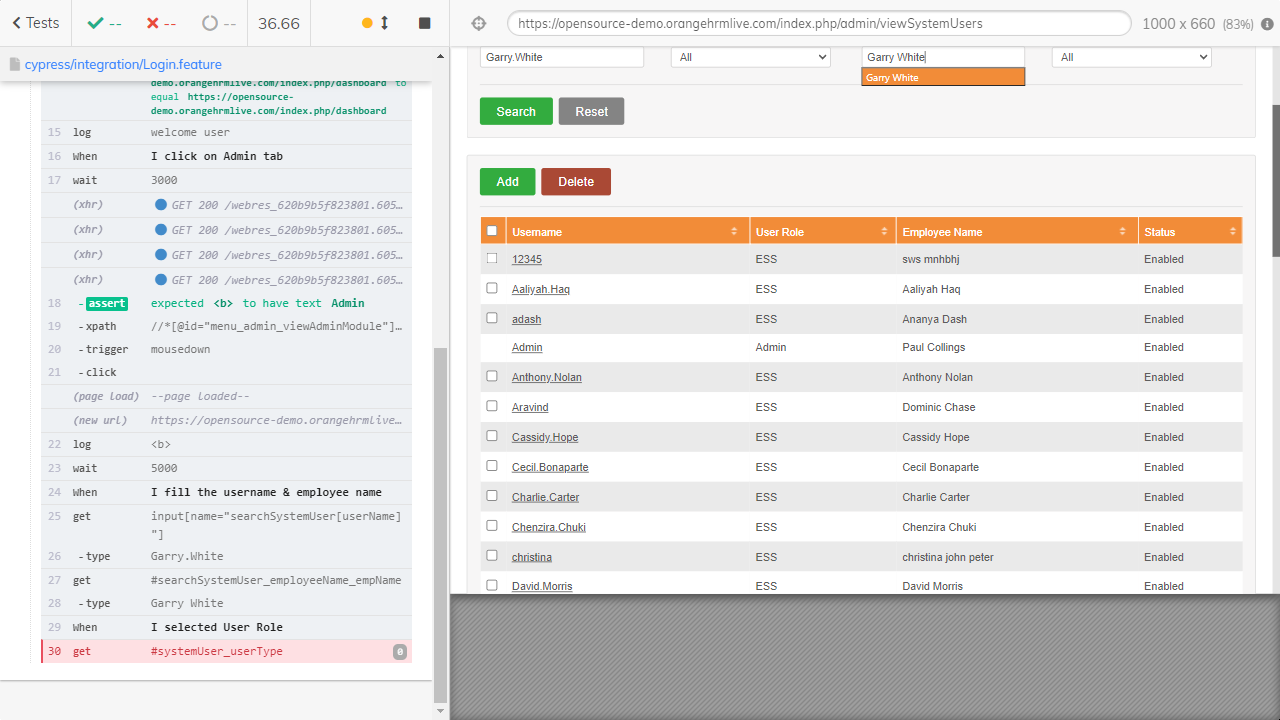 Tests
--
--
--
36.66
https://opensource-demo.orangehrmlive.com/index.php/admin/viewSystemUsers
1000 x 660 (83%)
cypress/integration/Login.feature
demo.orangehrmlive.com/index.php/dashboard to
equal https://opensource-
demo.orangehrmlive.com/index.php/dashboard
15 log welcome user
16 When I click on Admin tab
17 wait 3000
(xhr) GET 200 /webres_620b9b5f823801.605…
(xhr) GET 200 /webres_620b9b5f823801.605…
(xhr) GET 200 /webres_620b9b5f823801.605…
(xhr) GET 200 /webres_620b9b5f823801.605…
18 -assert expected <b> to have text Admin
19 -xpath //*[@id="menu_admin_viewAdminModule"]…
20 -trigger mousedown
21 -click
(page load) --page loaded--
(new url) https://opensource-demo.orangehrmlive…
22 log <b>
23 wait 5000
24 When I fill the username & employee name
25 get input[name="searchSystemUser[userName]
"]
26 -type Garry.White
27 get #searchSystemUser_employeeName_empName
28 -type Garry White
29 When I selected User Role
30 get #systemUser_userType 0
Garry.White All Garry White All
Garry White
Search Reset
Add Delete
Username User Role Employee Name Status
12345 ESS sws mnhbhj Enabled
Aaliyah.Haq ESS Aaliyah Haq Enabled
adash ESS Ananya Dash Enabled
Admin Admin Paul Collings Enabled
Anthony.Nolan ESS Anthony Nolan Enabled
Aravind ESS Dominic Chase Enabled
Cassidy.Hope ESS Cassidy Hope Enabled
Cecil.Bonaparte ESS Cecil Bonaparte Enabled
Charlie.Carter ESS Charlie Carter Enabled
Chenzira.Chuki ESS Chenzira Chuki Enabled
christina ESS christina john peter Enabled
David.Morris ESS David Morris Enabled